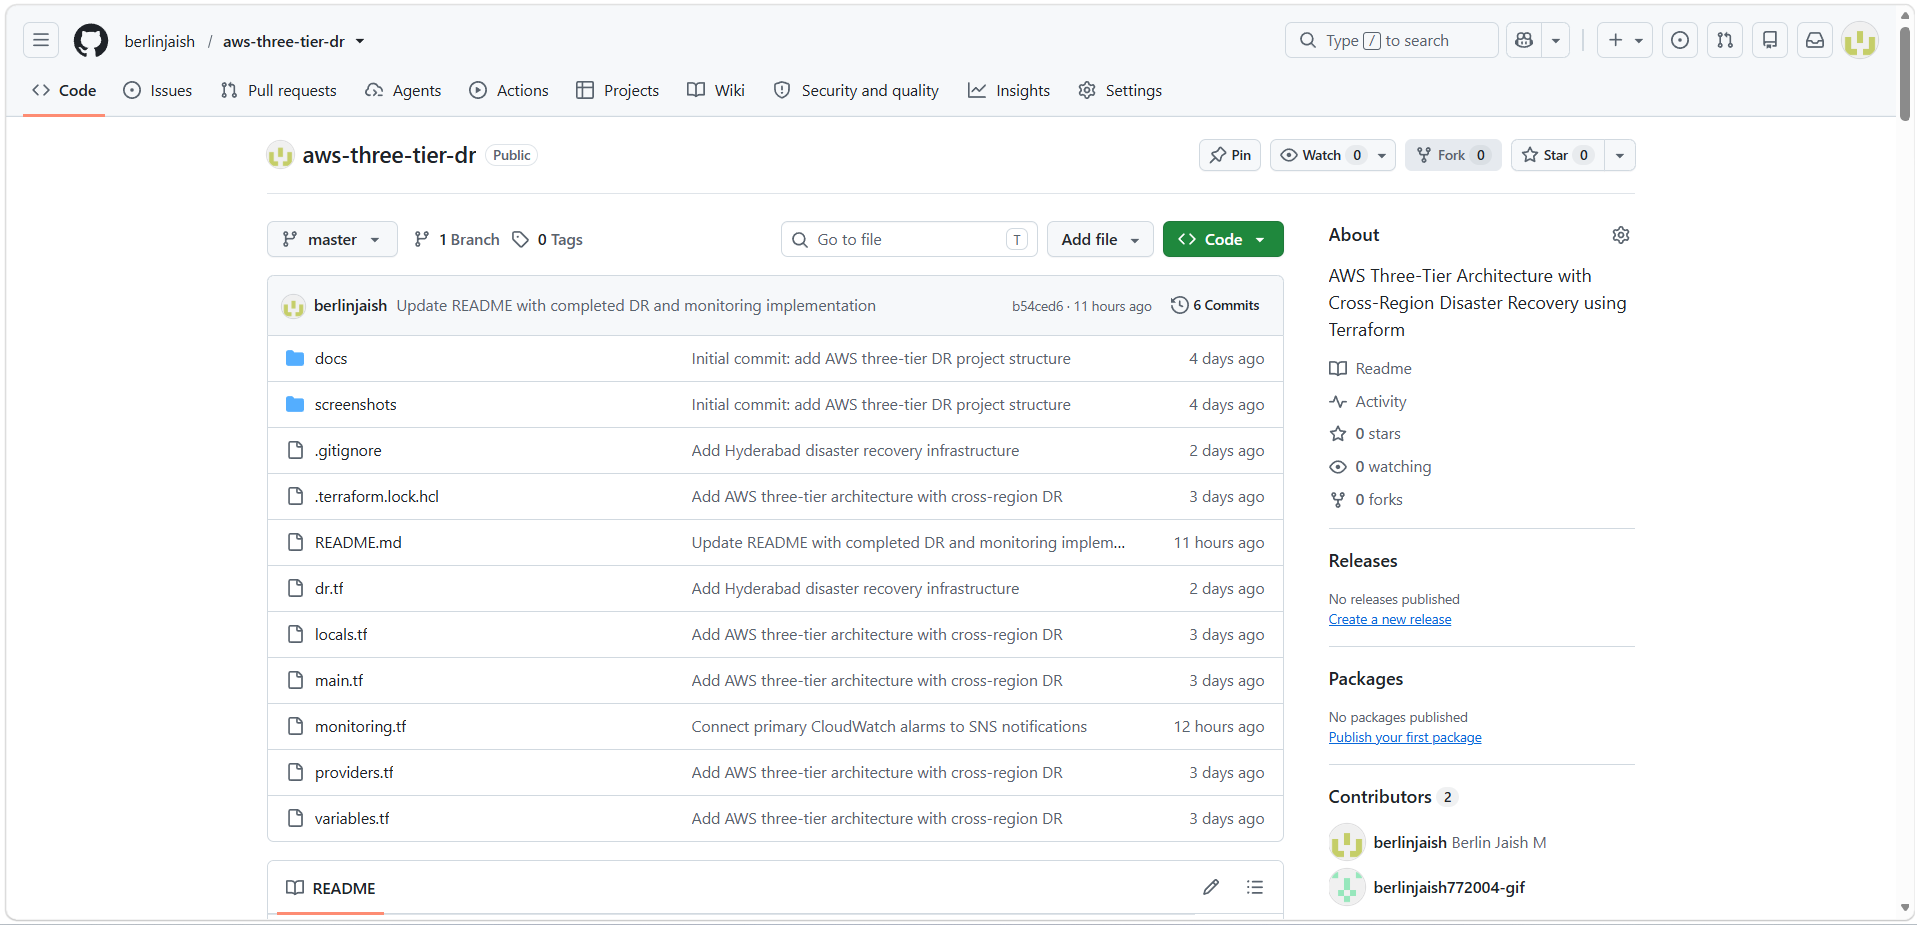 berlinjaish / aws-three-tier-dr
Type / to search
Code
Issues
Pull requests
Agents
Actions
Projects
Wiki
Security and quality
Insights
Settings
aws-three-tier-dr Public
Pin
Watch 0
Fork 0
Star 0
master
1 Branch
0 Tags
Go to file T
Add file
Code
berlinjaish Update README with completed DR and monitoring implementation b54ced6 · 11 hours ago 6 Commits
docs Initial commit: add AWS three-tier DR project structure 4 days ago
screenshots Initial commit: add AWS three-tier DR project structure 4 days ago
.gitignore Add Hyderabad disaster recovery infrastructure 2 days ago
.terraform.lock.hcl Add AWS three-tier architecture with cross-region DR 3 days ago
README.md Update README with completed DR and monitoring implem... 11 hours ago
dr.tf Add Hyderabad disaster recovery infrastructure 2 days ago
locals.tf Add AWS three-tier architecture with cross-region DR 3 days ago
main.tf Add AWS three-tier architecture with cross-region DR 3 days ago
monitoring.tf Connect primary CloudWatch alarms to SNS notifications 12 hours ago
providers.tf Add AWS three-tier architecture with cross-region DR 3 days ago
variables.tf Add AWS three-tier architecture with cross-region DR 3 days ago
README
About
AWS Three-Tier Architecture with
Cross-Region Disaster Recovery using
Terraform
Readme
Activity
0 stars
0 watching
0 forks
Releases
No releases published
Create a new release
Packages
No packages published
Publish your first package
Contributors 2
berlinjaish Berlin Jaish M
berlinjaish772004-gif